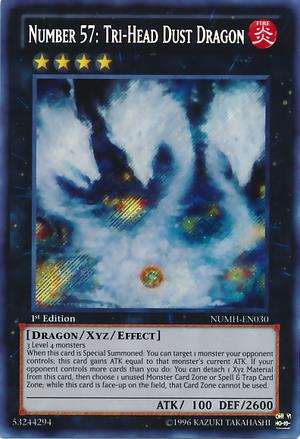 NUMBER 57: TRI-HEAD DUST DRAGON
FIRE
炎
1st Edition
NUMH-EN030
[DRAGON/XYZ/EFFECT]
3 Level 4 monsters
When this card is Special Summoned: You can target 1 monster your opponent
controls; this card gains ATK equal to that monster's current ATK. If your
opponent controls more cards than you do: You can detach 1 Xyz Material
from this card, then choose 1 unused Monster Card Zone or Spell & Trap Card
Zone; while this card is face-up on the field, that Card Zone cannot be used.
ATK/ 100 DEF/2600
53244294
©1996 KAZUKI TAKAHASHI